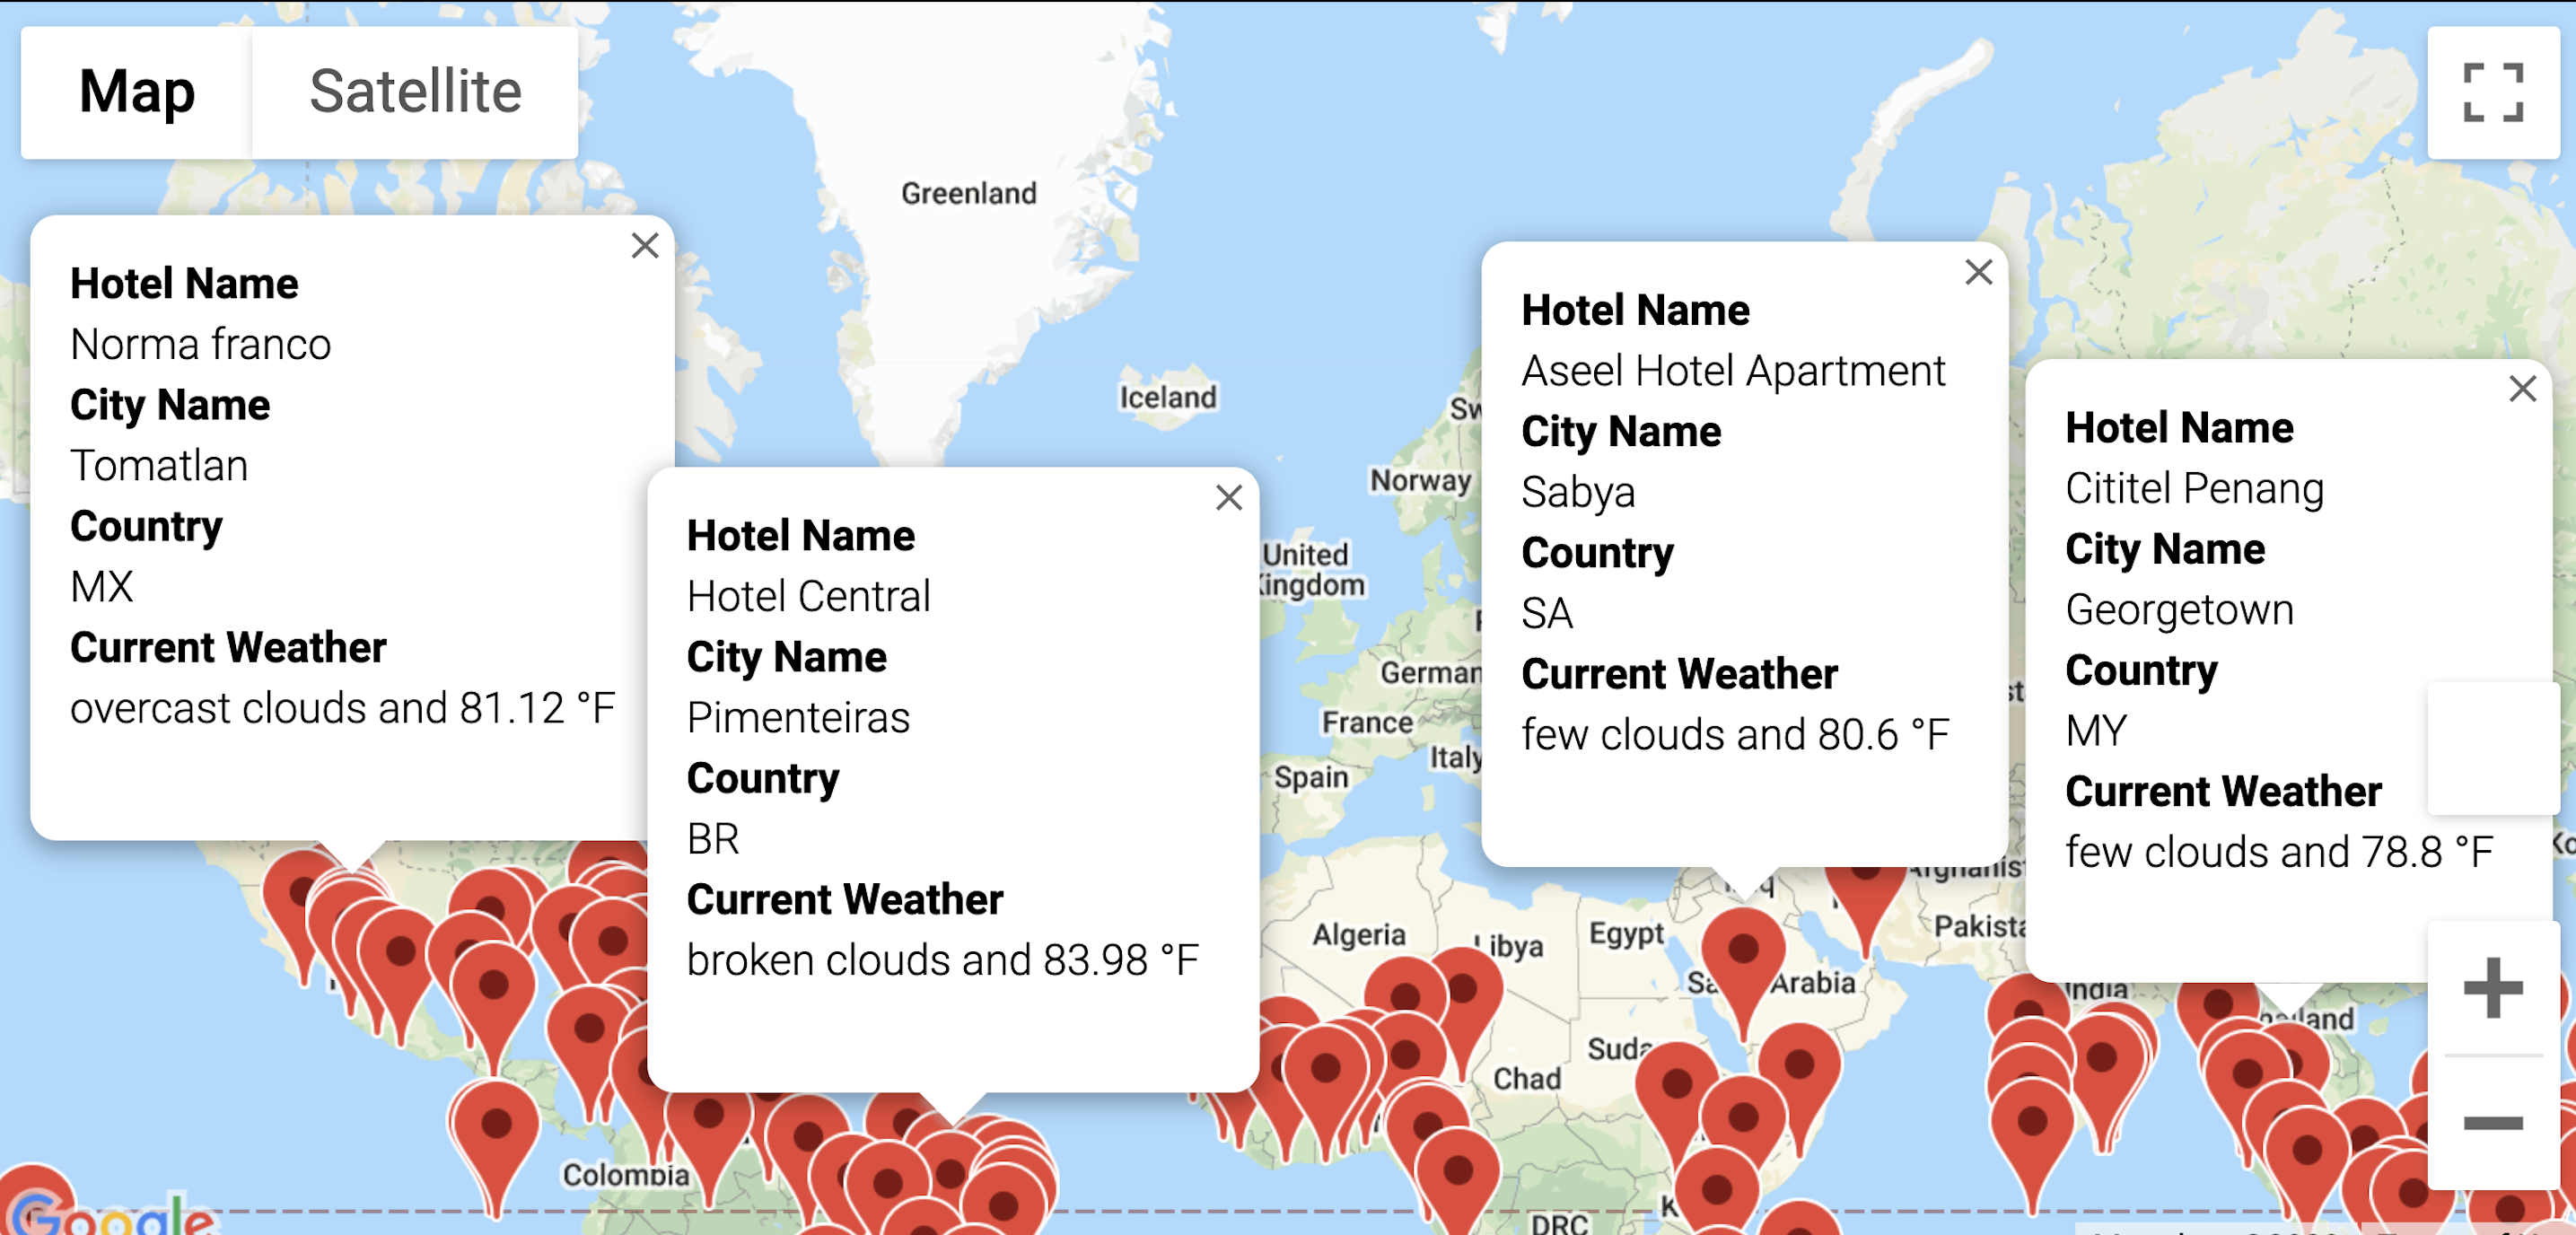 Map
Satellite
Greenland
Iceland
Norway
United
Kingdom
France
Spain
Algeria
Libya
Egypt
Chad
Arabia
Colombia
DRC
India
Hotel Name
Norma franco
City Name
Tomatlan
Country
MX
Current Weather
overcast clouds and 81.12 °F
Hotel Name
Hotel Central
City Name
Pimenteiras
Country
BR
Current Weather
broken clouds and 83.98 °F
Hotel Name
Aseel Hotel Apartment
City Name
Sabya
Country
SA
Current Weather
few clouds and 80.6 °F
Hotel Name
Cititel Penang
City Name
Georgetown
Country
MY
Current Weather
few clouds and 78.8 °F
Google